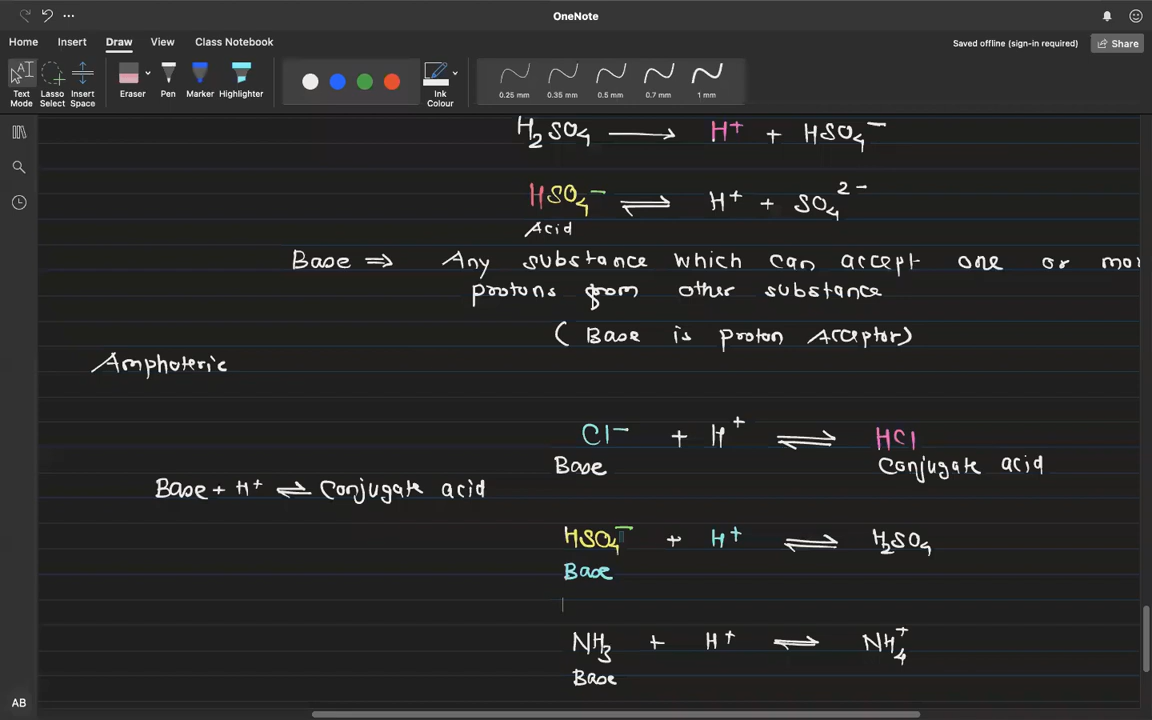 OneNote
Home Insert Draw View Class Notebook
Saved offline (sign-in required) Share
Text Mode
Lasso Select
Insert Space
Eraser
Pen
Marker
Highlighter
Ink Colour
0.25 mm 0.35 mm 0.5 mm 0.7 mm 1 mm
H₂SO₄ ⟶ H⁺ + HSO₄⁻
HSO₄⁻ ⇌ H⁺ + SO₄²⁻
Acid
Base ⇒ Any substance which can accept one or mor
protons from other substance
(Base is proton Acceptor)
Amphoteric
Cl⁻ + H⁺ ⇌ HCl
Base Conjugate acid
Base + H⁺ ⇌ Conjugate acid
HSO₄⁻ + H⁺ ⇌ H₂SO₄
Base
NH₃ + H⁺ ⇌ NH₄⁺
Base
AB